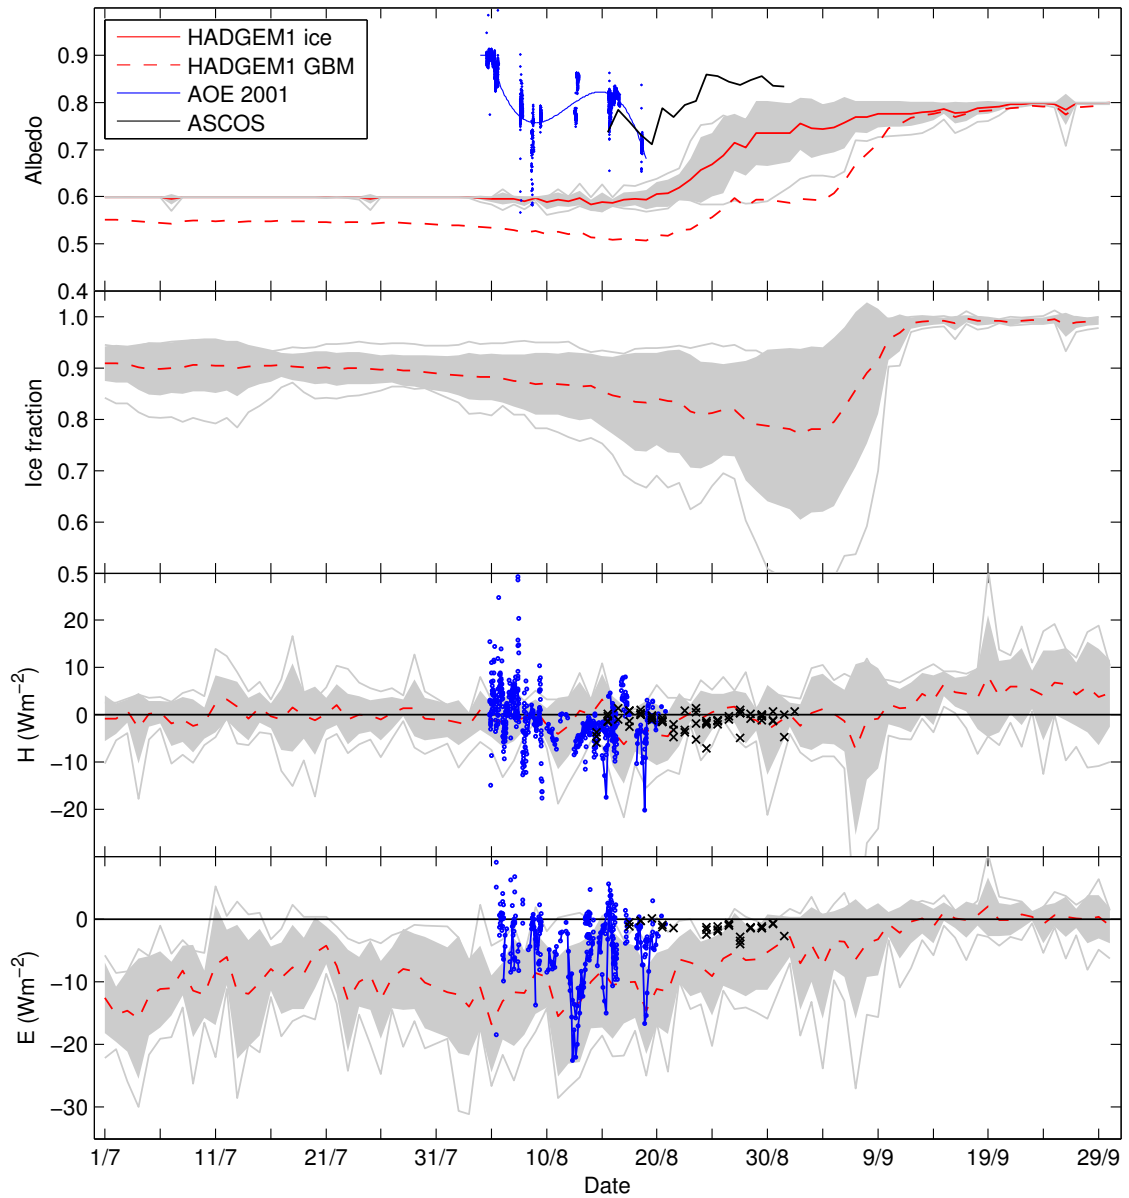 HADGEM1 ice
HADGEM1 GBM
AOE 2001
ASCOS
Albedo
0.9
0.8
0.7
0.6
0.5
0.4
Ice fraction
1.0
0.9
0.8
0.7
0.6
0.5
H (Wm−2)
20
10
0
−10
−20
E (Wm−2)
0
−10
−20
−30
1/7 11/7 21/7 31/7 10/8 20/8 30/8 9/9 19/9 29/9
Date